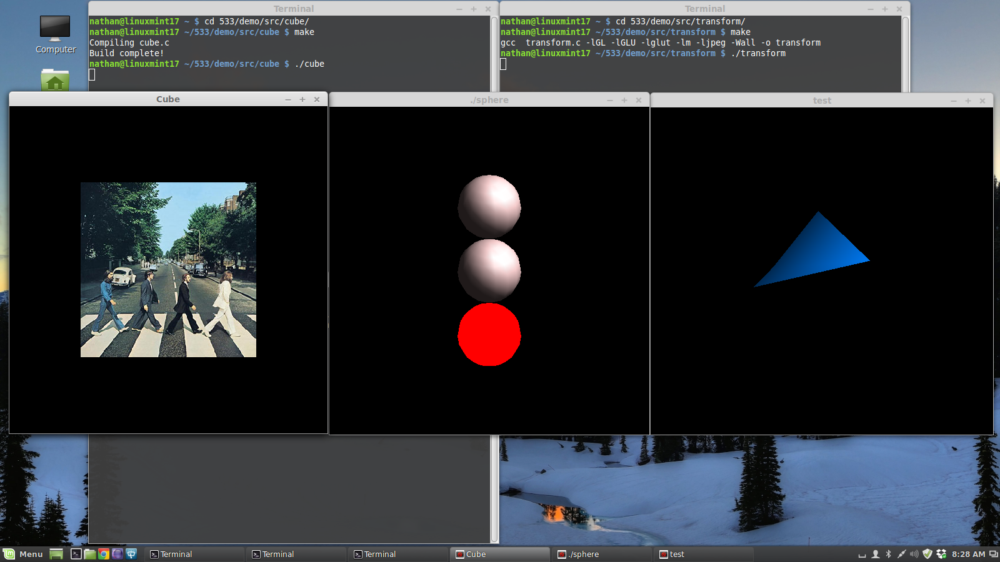 Terminal
nathan@linuxmint17 ~ $ cd 533/demo/src/cube/
nathan@linuxmint17 ~/533/demo/src/cube $ make
Compiling cube.c
Build complete!
nathan@linuxmint17 ~/533/demo/src/cube $ ./cube
Terminal
nathan@linuxmint17 ~ $ cd 533/demo/src/transform/
nathan@linuxmint17 ~/533/demo/src/transform $ make
gcc  transform.c -lGL -lGLU -lglut -lm -ljpeg -Wall -o transform
nathan@linuxmint17 ~/533/demo/src/transform $ ./transform
Computer
Cube
./sphere
test
Menu
Terminal
Terminal
Terminal
Cube
./sphere
test
8:28 AM